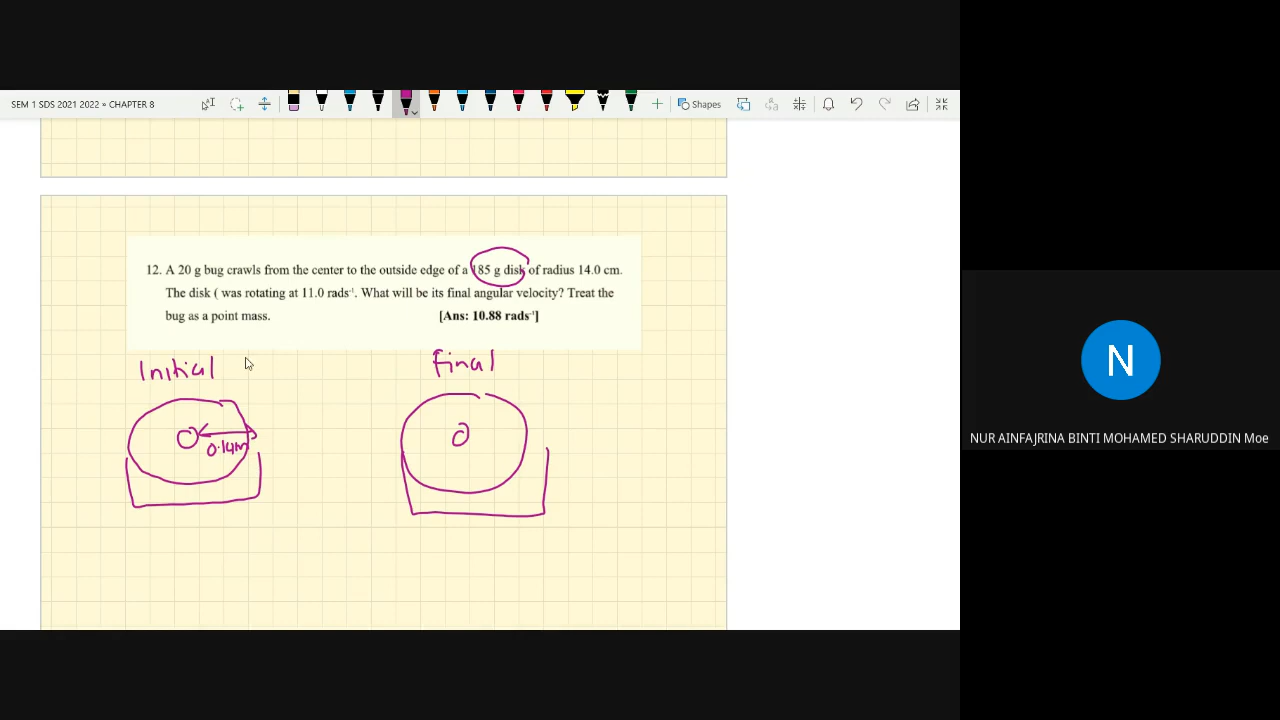 SEM 1 SDS 2021 2022 » CHAPTER 8
Shapes
12. A 20 g bug crawls from the center to the outside edge of a 185 g disk of radius 14.0 cm.
The disk ( was rotating at 11.0 rads⁻¹. What will be its final angular velocity? Treat the
bug as a point mass. [Ans: 10.88 rads⁻¹]
Initial final
0.14m
N
NUR AINFAJRINA BINTI MOHAMED SHARUDDIN Moe